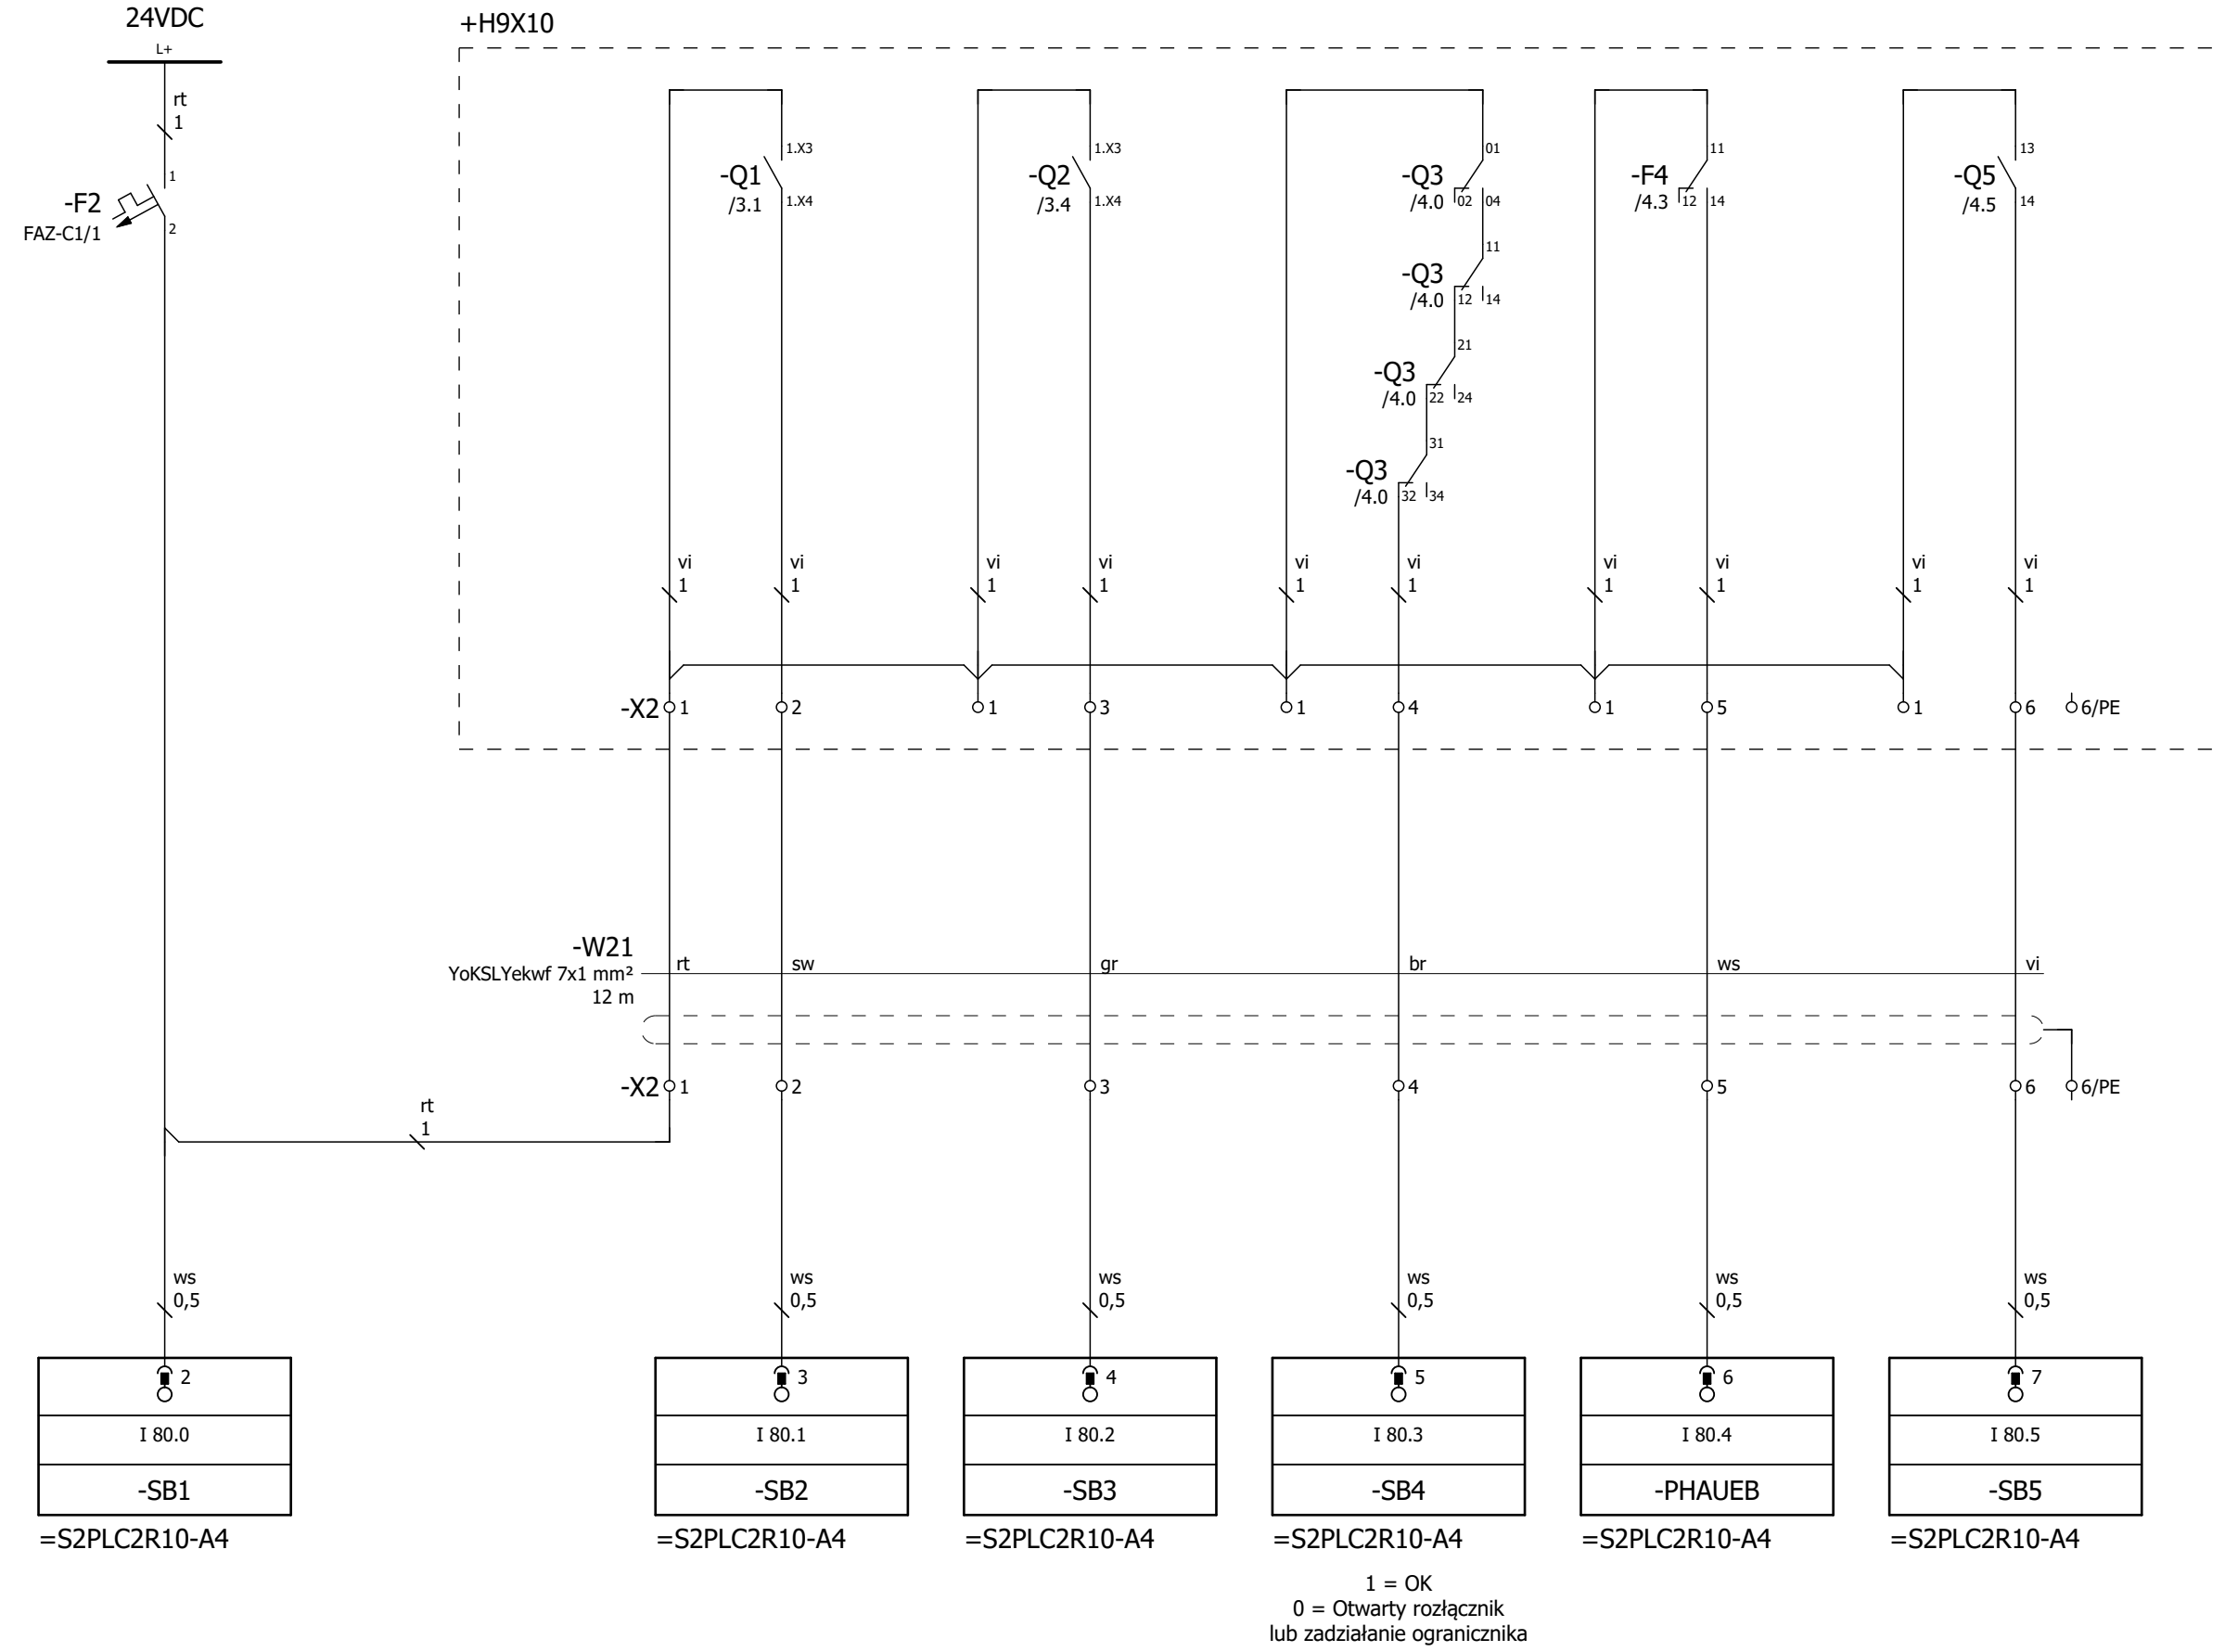 24VDC
L+
+H9X10
rt
1
1
-F2
FAZ-C1/1
2
1.X3
-Q1
/3.1
1.X4
1.X3
-Q2
/3.4
1.X4
01
-Q3
/4.0
02
04
11
-Q3
/4.0
12
14
21
-Q3
/4.0
22
24
31
-Q3
/4.0
32
34
11
-F4
/4.3
12
14
13
-Q5
/4.5
14
vi
1
vi
1
vi
1
vi
1
vi
1
vi
1
vi
1
vi
1
vi
1
vi
1
-X2
1
2
1
3
1
4
1
5
1
6
6/PE
-W21
YoKSLYekwf 7x1 mm²
12 m
rt
sw
gr
br
ws
vi
-X2
1
2
3
4
5
6
6/PE
rt
1
ws
0,5
ws
0,5
ws
0,5
ws
0,5
ws
0,5
ws
0,5
2
I 80.0
-SB1
=S2PLC2R10-A4
3
I 80.1
-SB2
=S2PLC2R10-A4
4
I 80.2
-SB3
=S2PLC2R10-A4
5
I 80.3
-SB4
=S2PLC2R10-A4
1 = OK
0 = Otwarty rozłącznik
lub zadziałanie ogranicznika
6
I 80.4
-PHAUEB
=S2PLC2R10-A4
7
I 80.5
-SB5
=S2PLC2R10-A4